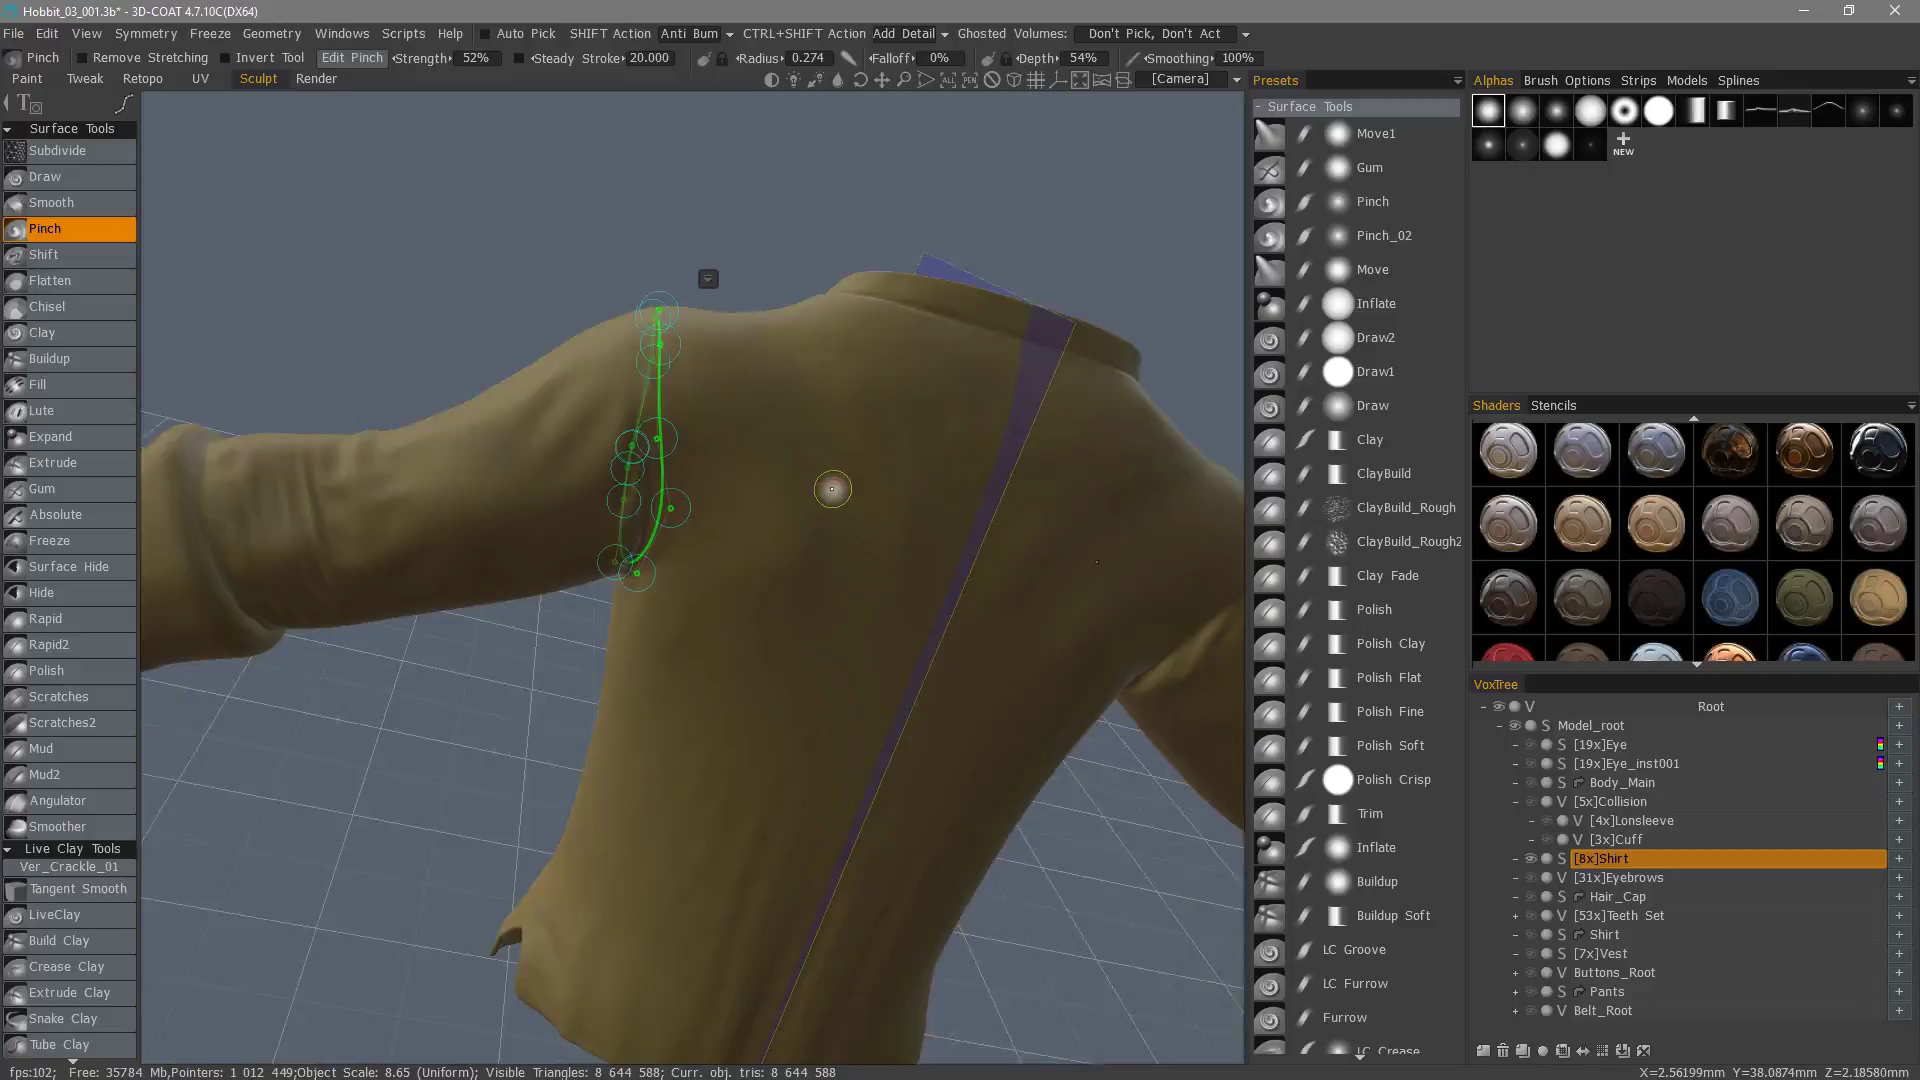 Hobbit_03_001.3b* - 3D-COAT 4.7.10C(DX64)
File Edit View Symmetry Freeze Geometry Windows Scripts Help Auto Pick SHIFT Action Anti Bum CTRL+SHIFT Action Add Detail Ghosted Volumes: Don't Pick, Don't Act
Pinch Remove Stretching Invert Tool Edit Pinch Strength: 52% Steady Stroke: 20.000 Radius: 0.274 Falloff: 0% Depth: 54% Smoothing: 100%
Paint Tweak Retopo UV Sculpt Render [Camera]
Surface Tools
Subdivide
Draw
Smooth
Pinch
Shift
Flatten
Chisel
Clay
Buildup
Fill
Lute
Expand
Extrude
Gum
Absolute
Freeze
Surface Hide
Hide
Rapid
Rapid2
Polish
Scratches
Scratches2
Mud
Mud2
Angulator
Smoother
Live Clay Tools
Ver_Crackle_01
Tangent Smooth
LiveClay
Build Clay
Crease Clay
Extrude Clay
Snake Clay
Tube Clay
Presets
Surface Tools
Move1
Gum
Pinch
Pinch_02
Move
Inflate
Draw2
Draw1
Draw
Clay
ClayBuild
ClayBuild_Rough
ClayBuild_Rough2
Clay Fade
Polish
Polish Clay
Polish Flat
Polish Fine
Polish Soft
Polish Crisp
Trim
Inflate
Buildup
Buildup Soft
LC Groove
LC Furrow
Furrow
LC Crease
Alphas Brush Options Strips Models Splines
NEW
Shaders Stencils
VoxTree
V Root
S Model_root
S [19x]Eye
S [19x]Eye_inst001
S Body_Main
V [5x]Collision
V [4x]Lonsleeve
V [3x]Cuff
S [8x]Shirt
V [31x]Eyebrows
S Hair_Cap
V [53x]Teeth Set
S Shirt
S [7x]Vest
V Buttons_Root
S Pants
V Belt_Root
fps:102; Free: 35784 Mb,Pointers: 1 012 449;Object Scale: 8.65 (Uniform); Visible Triangles: 8 644 588; Curr. obj. tris: 8 644 588
X=2.56199mm Y=38.0874mm Z=2.18580mm